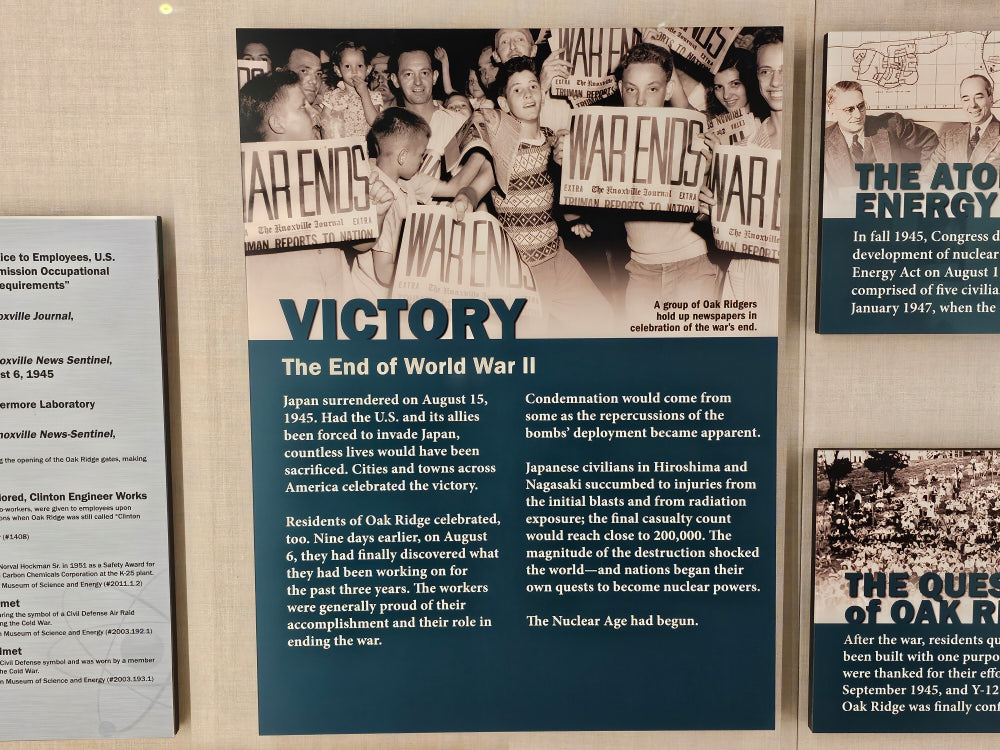 ice to Employees, U.S.
mission Occupational
equirements"
oxville Journal,
oxville News Sentinel,
st 6, 1945
ermore Laboratory
noxville News-Sentinel,
ng the opening of the Oak Ridge gates, making
lored, Clinton Engineer Works
o-workers, were given to employees upon
ons when Oak Ridge was still called "Clinton
(#1408)
Norval Hockman Sr. in 1951 as a Safety Award for
Carbon Chemicals Corporation at the K-25 plant.
Museum of Science and Energy (#2011.1.2)
lmet
aring the symbol of a Civil Defense Air Raid
ing the Cold War.
n Museum of Science and Energy (#2003.192.1)
lmet
Civil Defense symbol and was worn by a member
he Cold War.
n Museum of Science and Energy (#2003.193.1)
WAR EN
EXTRA The Knoxville Journal
TRUMAN REPORTS
RTS TO NATION
WAR ENDS
EXTRA The Knoxville Journal EXTRA
TRUMAN REPORTS TO NATION
AR ENDS
The Knoxville Journal EXTRA
UMAN REPORTS TO NATION
WAR EN
WAR
EXTRA The Knoxville
TRUMAN REPORTS
VICTORY
A group of Oak Ridgers
hold up newspapers in
celebration of the war's end.
The End of World War II
Japan surrendered on August 15,
1945. Had the U.S. and its allies
been forced to invade Japan,
countless lives would have been
sacrificed. Cities and towns across
America celebrated the victory.
Residents of Oak Ridge celebrated,
too. Nine days earlier, on August
6, they had finally discovered what
they had been working on for
the past three years. The workers
were generally proud of their
accomplishment and their role in
ending the war.
Condemnation would come from
some as the repercussions of the
bombs' deployment became apparent.
Japanese civilians in Hiroshima and
Nagasaki succumbed to injuries from
the initial blasts and from radiation
exposure; the final casualty count
would reach close to 200,000. The
magnitude of the destruction shocked
the world—and nations began their
own quests to become nuclear powers.
The Nuclear Age had begun.
THE ATO
ENERGY
In fall 1945, Congress d
development of nuclear
Energy Act on August 1
comprised of five civilia
January 1947, when the
THE QUES
of OAK R
After the war, residents qu
been built with one purpo
were thanked for their effo
September 1945, and Y-12
Oak Ridge was finally conf